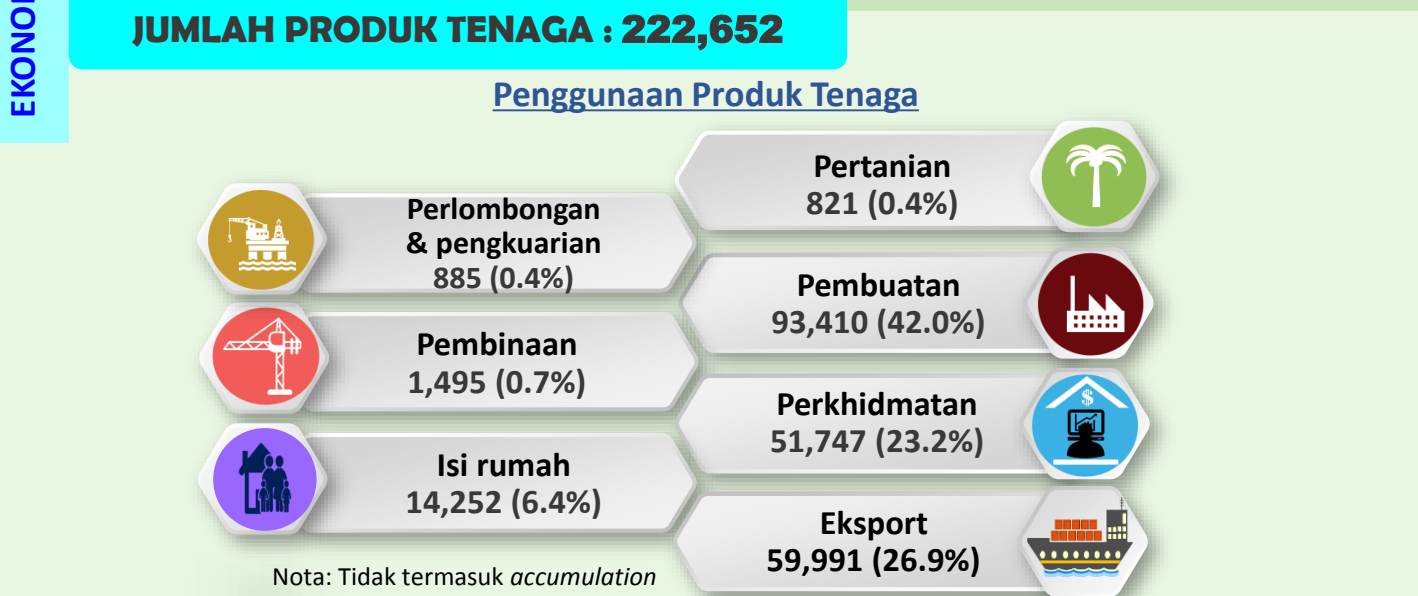 EKONO
JUMLAH PRODUK TENAGA : 222,652
Penggunaan Produk Tenaga
Pertanian
821 (0.4%)
Perlombongan
& pengkuarian
885 (0.4%)
Pembuatan
93,410 (42.0%)
Pembinaan
1,495 (0.7%)
Perkhidmatan
51,747 (23.2%)
Isi rumah
14,252 (6.4%)
Eksport
59,991 (26.9%)
Nota: Tidak termasuk accumulation